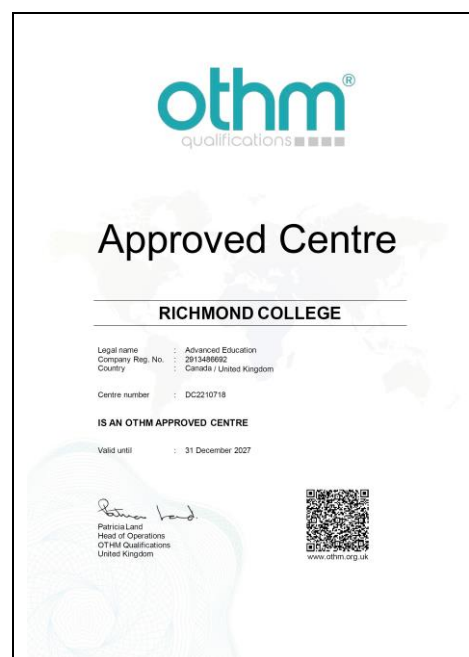 othm®
qualifications
Approved Centre
RICHMOND COLLEGE
Legal name : Advanced Education
Company Reg. No. : 2913486692
Country : Canada / United Kingdom
Centre number : DC2210718
IS AN OTHM APPROVED CENTRE
Valid until : 31 December 2027
Patricia Land
Head of Operations
OTHM Qualifications
United Kingdom
www.othm.org.uk